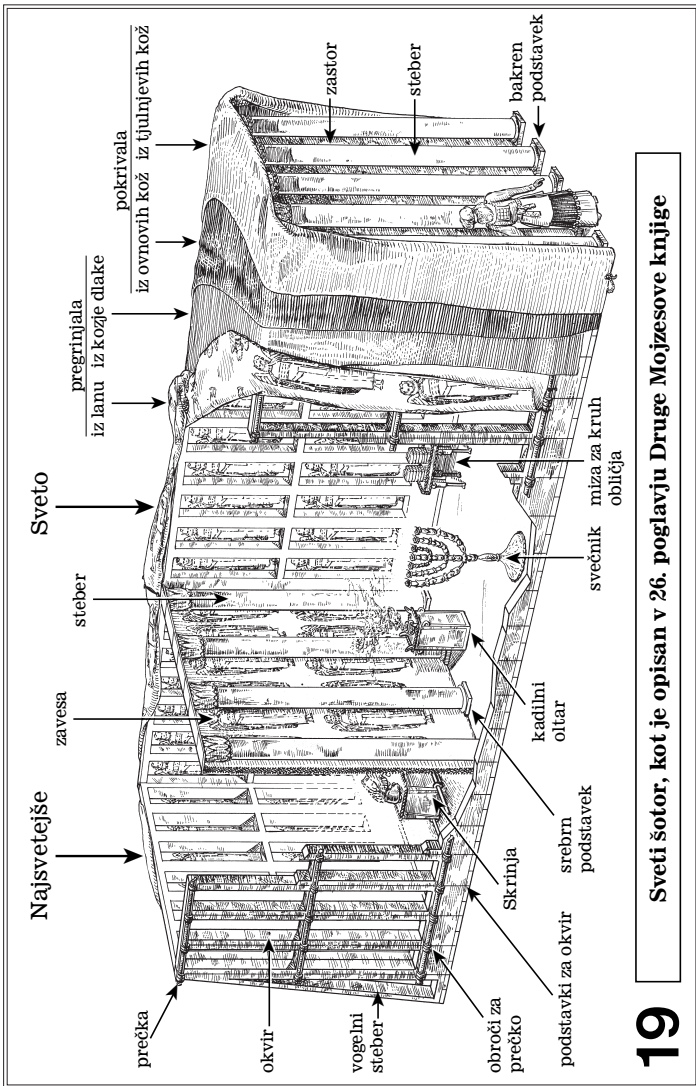 pokrivala
iz ovnovih kož iz tjulnjevih kož
pregrinjala
iz lanu iz kozje dlake
Sveto
steber
zavesa
Najsvetejše
zastor
steber
bakren
podstavek
prečka
okvir
vogelni
steber
obroči za
prečko
podstavki za okvir
Skrinja
srebrn
podstavek
kadilni
oltar
svečnik
miza za kruh
obličja
19
Sveti šotor, kot je opisan v 26. poglavju Druge Mojzesove knjige